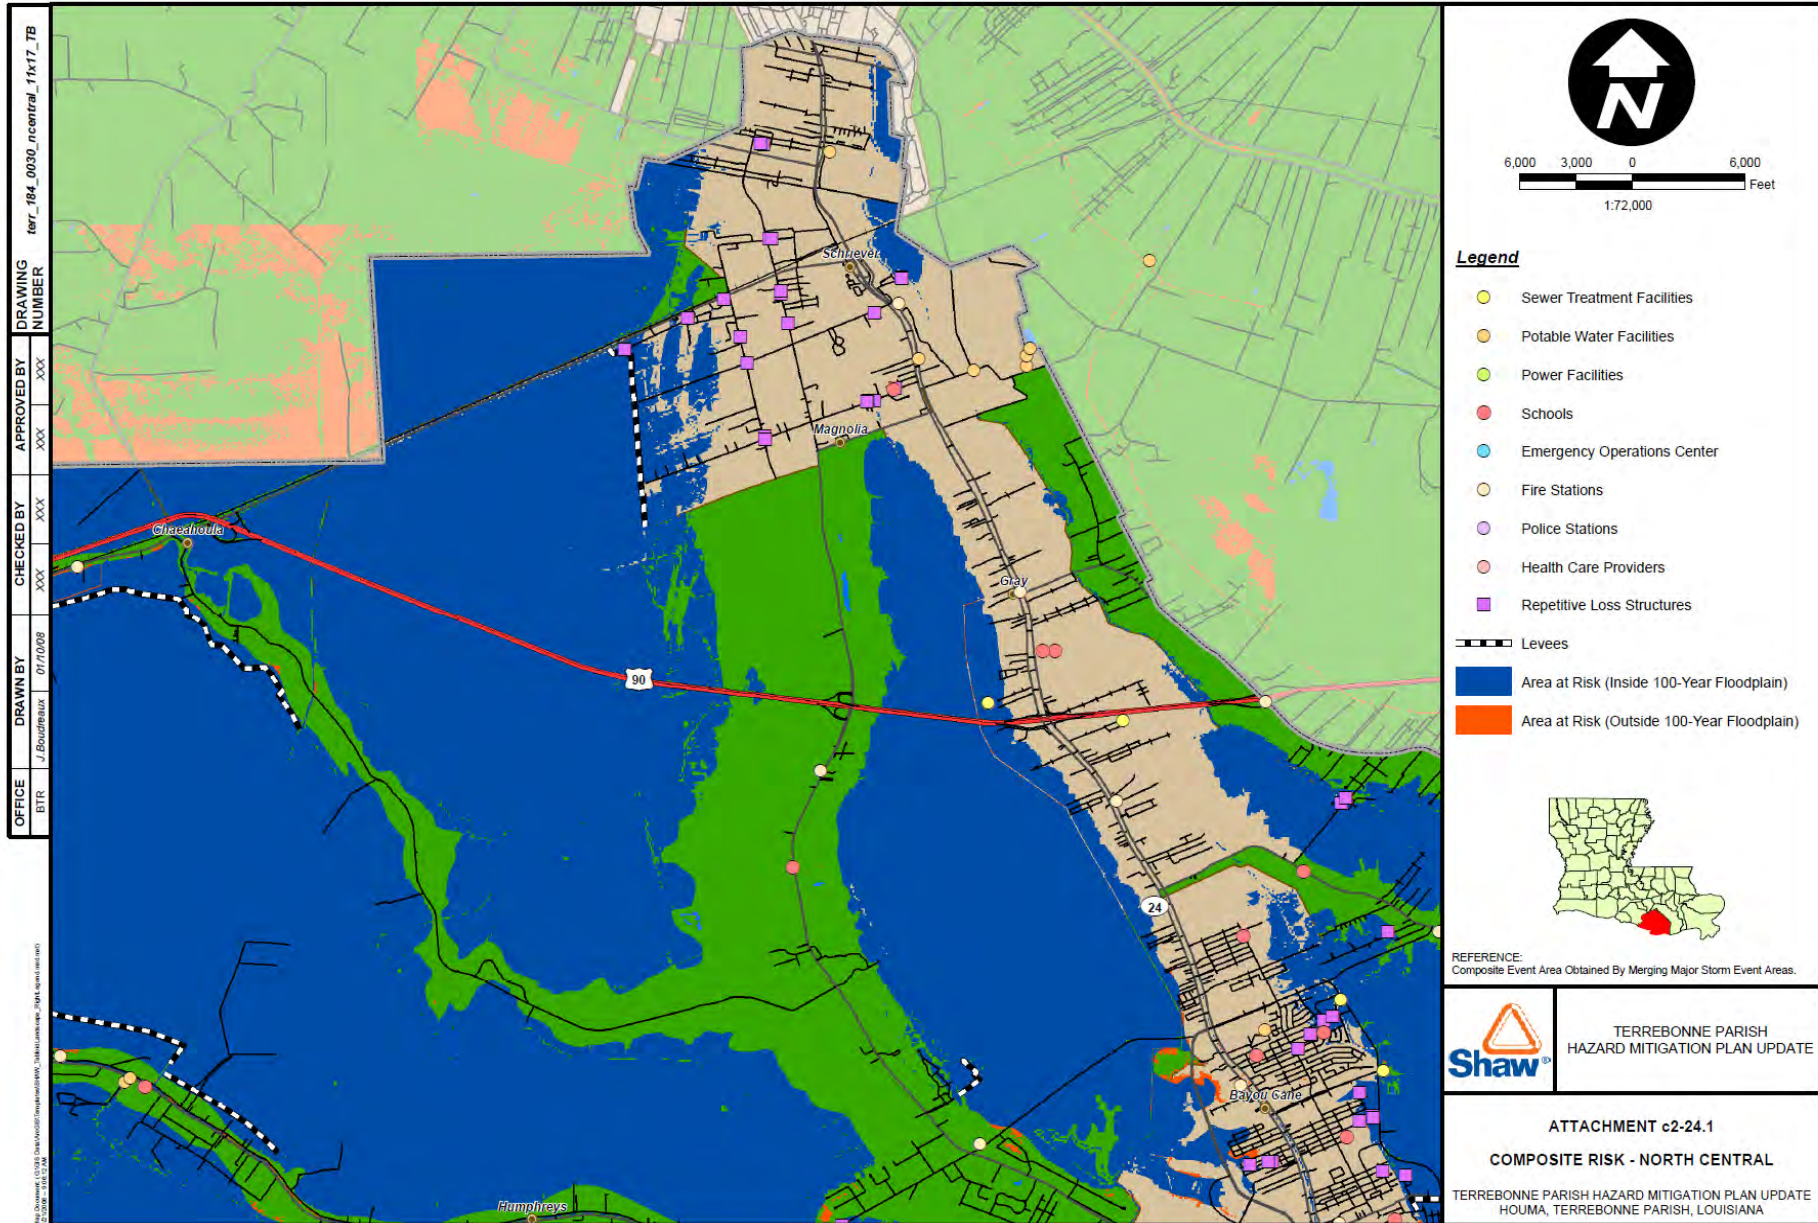 DRAWING NUMBER
terr_184_0030_ncentral_11x17_TB
APPROVED BY
XXX
XXX
CHECKED BY
XXX
XXX
DRAWN BY
J.Boudreaux
01/10/08
OFFICE
BTR
Schriever
Magnolia
Chacahoula
Gray
90
24
Bayou Cane
Humphreys
N
6,000 3,000 0 6,000
Feet
1:72,000
Legend
Sewer Treatment Facilities
Potable Water Facilities
Power Facilities
Schools
Emergency Operations Center
Fire Stations
Police Stations
Health Care Providers
Repetitive Loss Structures
Levees
Area at Risk (Inside 100-Year Floodplain)
Area at Risk (Outside 100-Year Floodplain)
REFERENCE:
Composite Event Area Obtained By Merging Major Storm Event Areas.
Shaw®
TERREBONNE PARISH
HAZARD MITIGATION PLAN UPDATE
ATTACHMENT c2-24.1
COMPOSITE RISK - NORTH CENTRAL
TERREBONNE PARISH HAZARD MITIGATION PLAN UPDATE
HOUMA, TERREBONNE PARISH, LOUISIANA